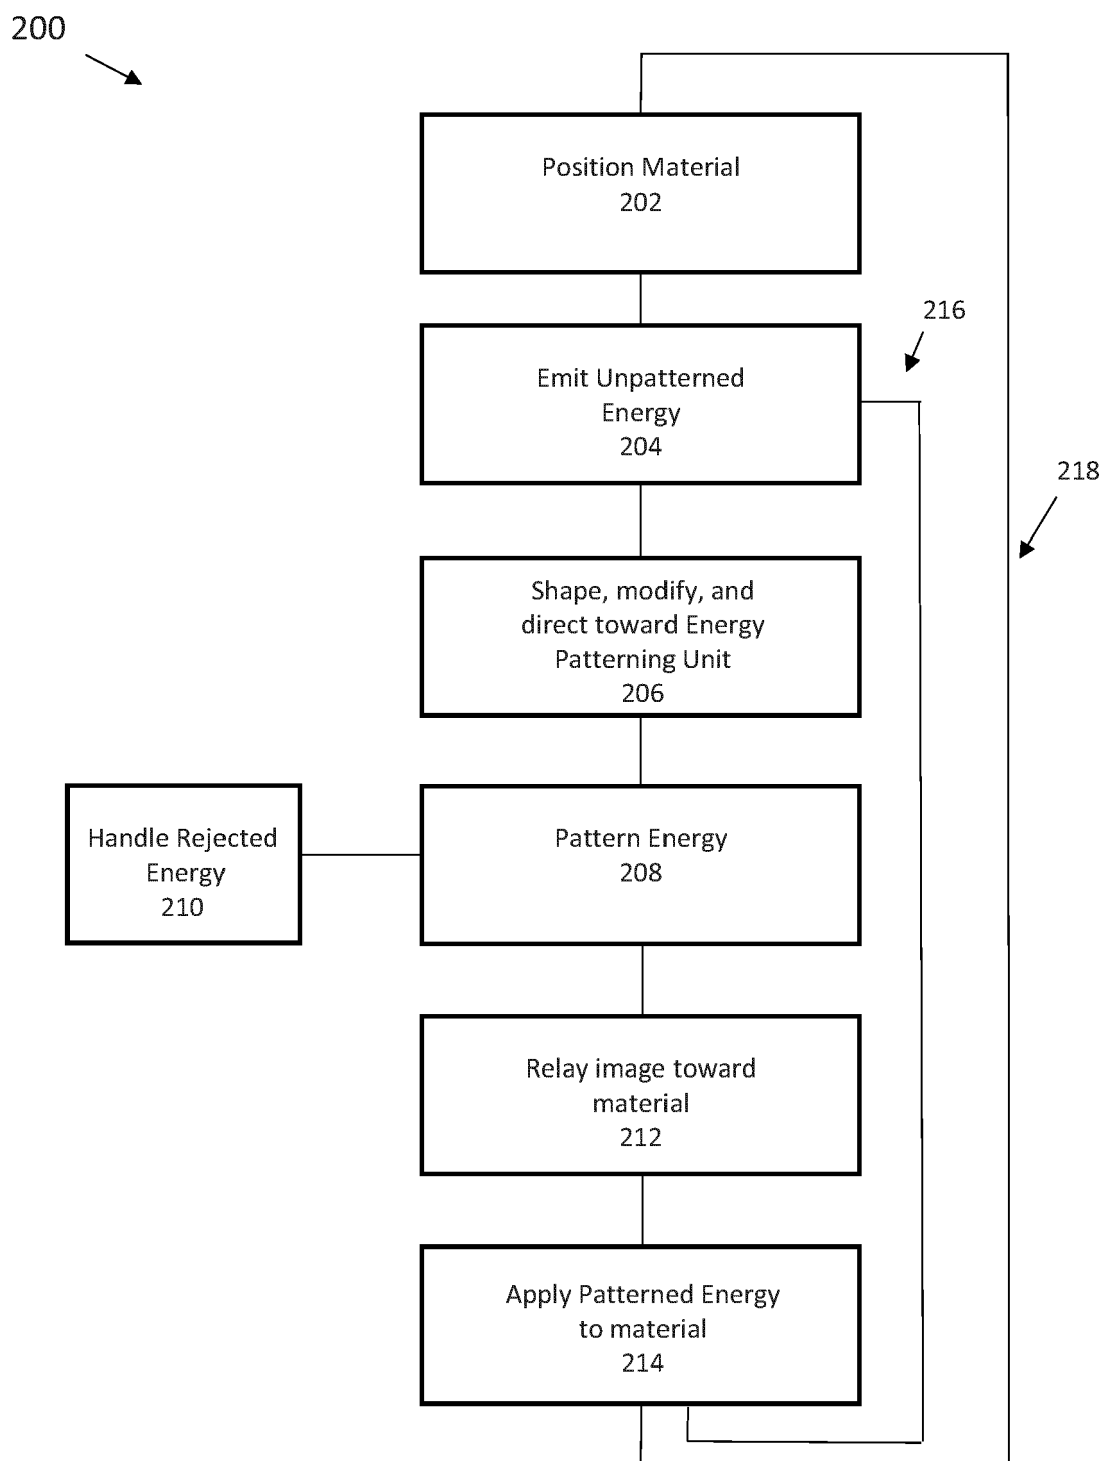 200
Position Material
202
216
Emit Unpatterned
Energy
204
218
Shape, modify, and
direct toward Energy
Patterning Unit
206
Handle Rejected
Energy
210
Pattern Energy
208
Relay image toward
material
212
Apply Patterned Energy
to material
214